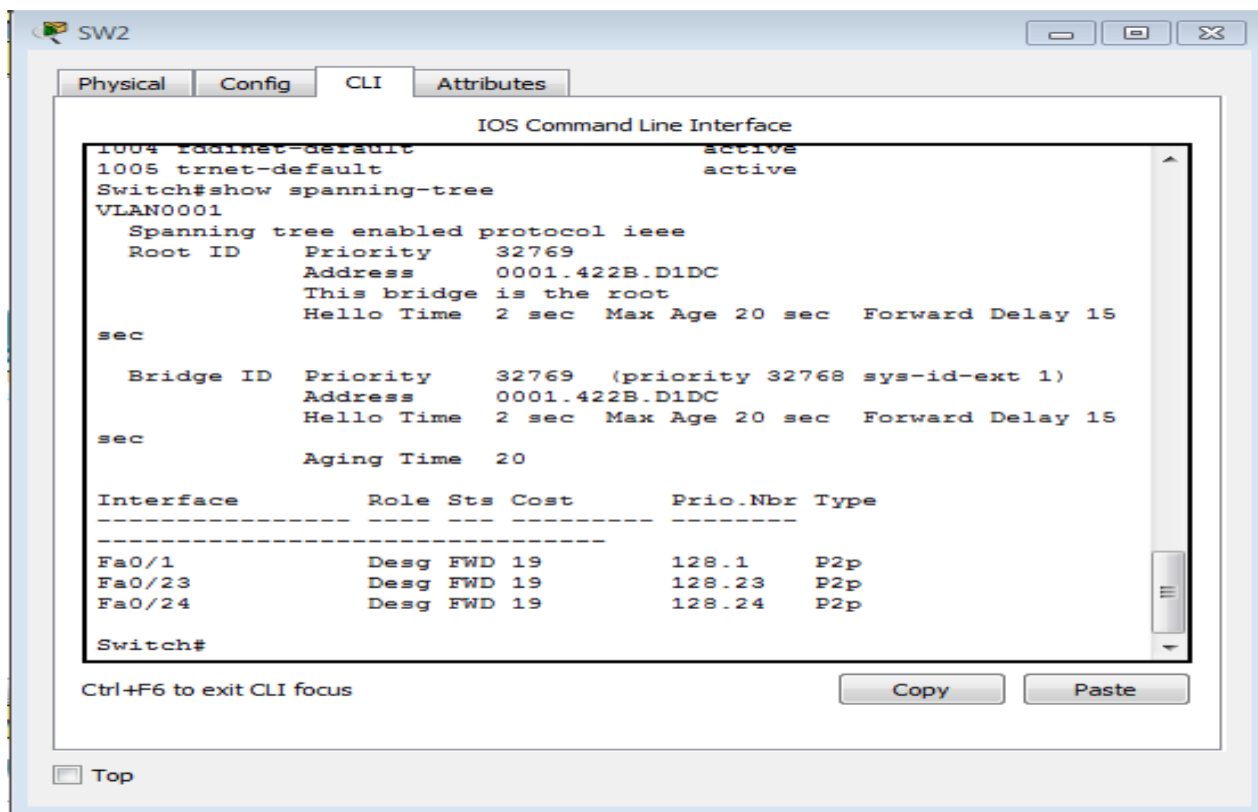 SW2
Physical Config CLI Attributes
IOS Command Line Interface
1004 fddinet-default active
1005 trnet-default active
Switch#show spanning-tree
VLAN0001
Spanning tree enabled protocol ieee
Root ID Priority 32769
Address 0001.422B.D1DC
This bridge is the root
Hello Time 2 sec Max Age 20 sec Forward Delay 15
sec
Bridge ID Priority 32769 (priority 32768 sys-id-ext 1)
Address 0001.422B.D1DC
Hello Time 2 sec Max Age 20 sec Forward Delay 15
sec
Aging Time 20
Interface Role Sts Cost Prio.Nbr Type
---------------- ---- --- --------- --------
--------------------------------
Fa0/1 Desg FWD 19 128.1 P2p
Fa0/23 Desg FWD 19 128.23 P2p
Fa0/24 Desg FWD 19 128.24 P2p
Switch#
Ctrl+F6 to exit CLI focus
Copy Paste
Top